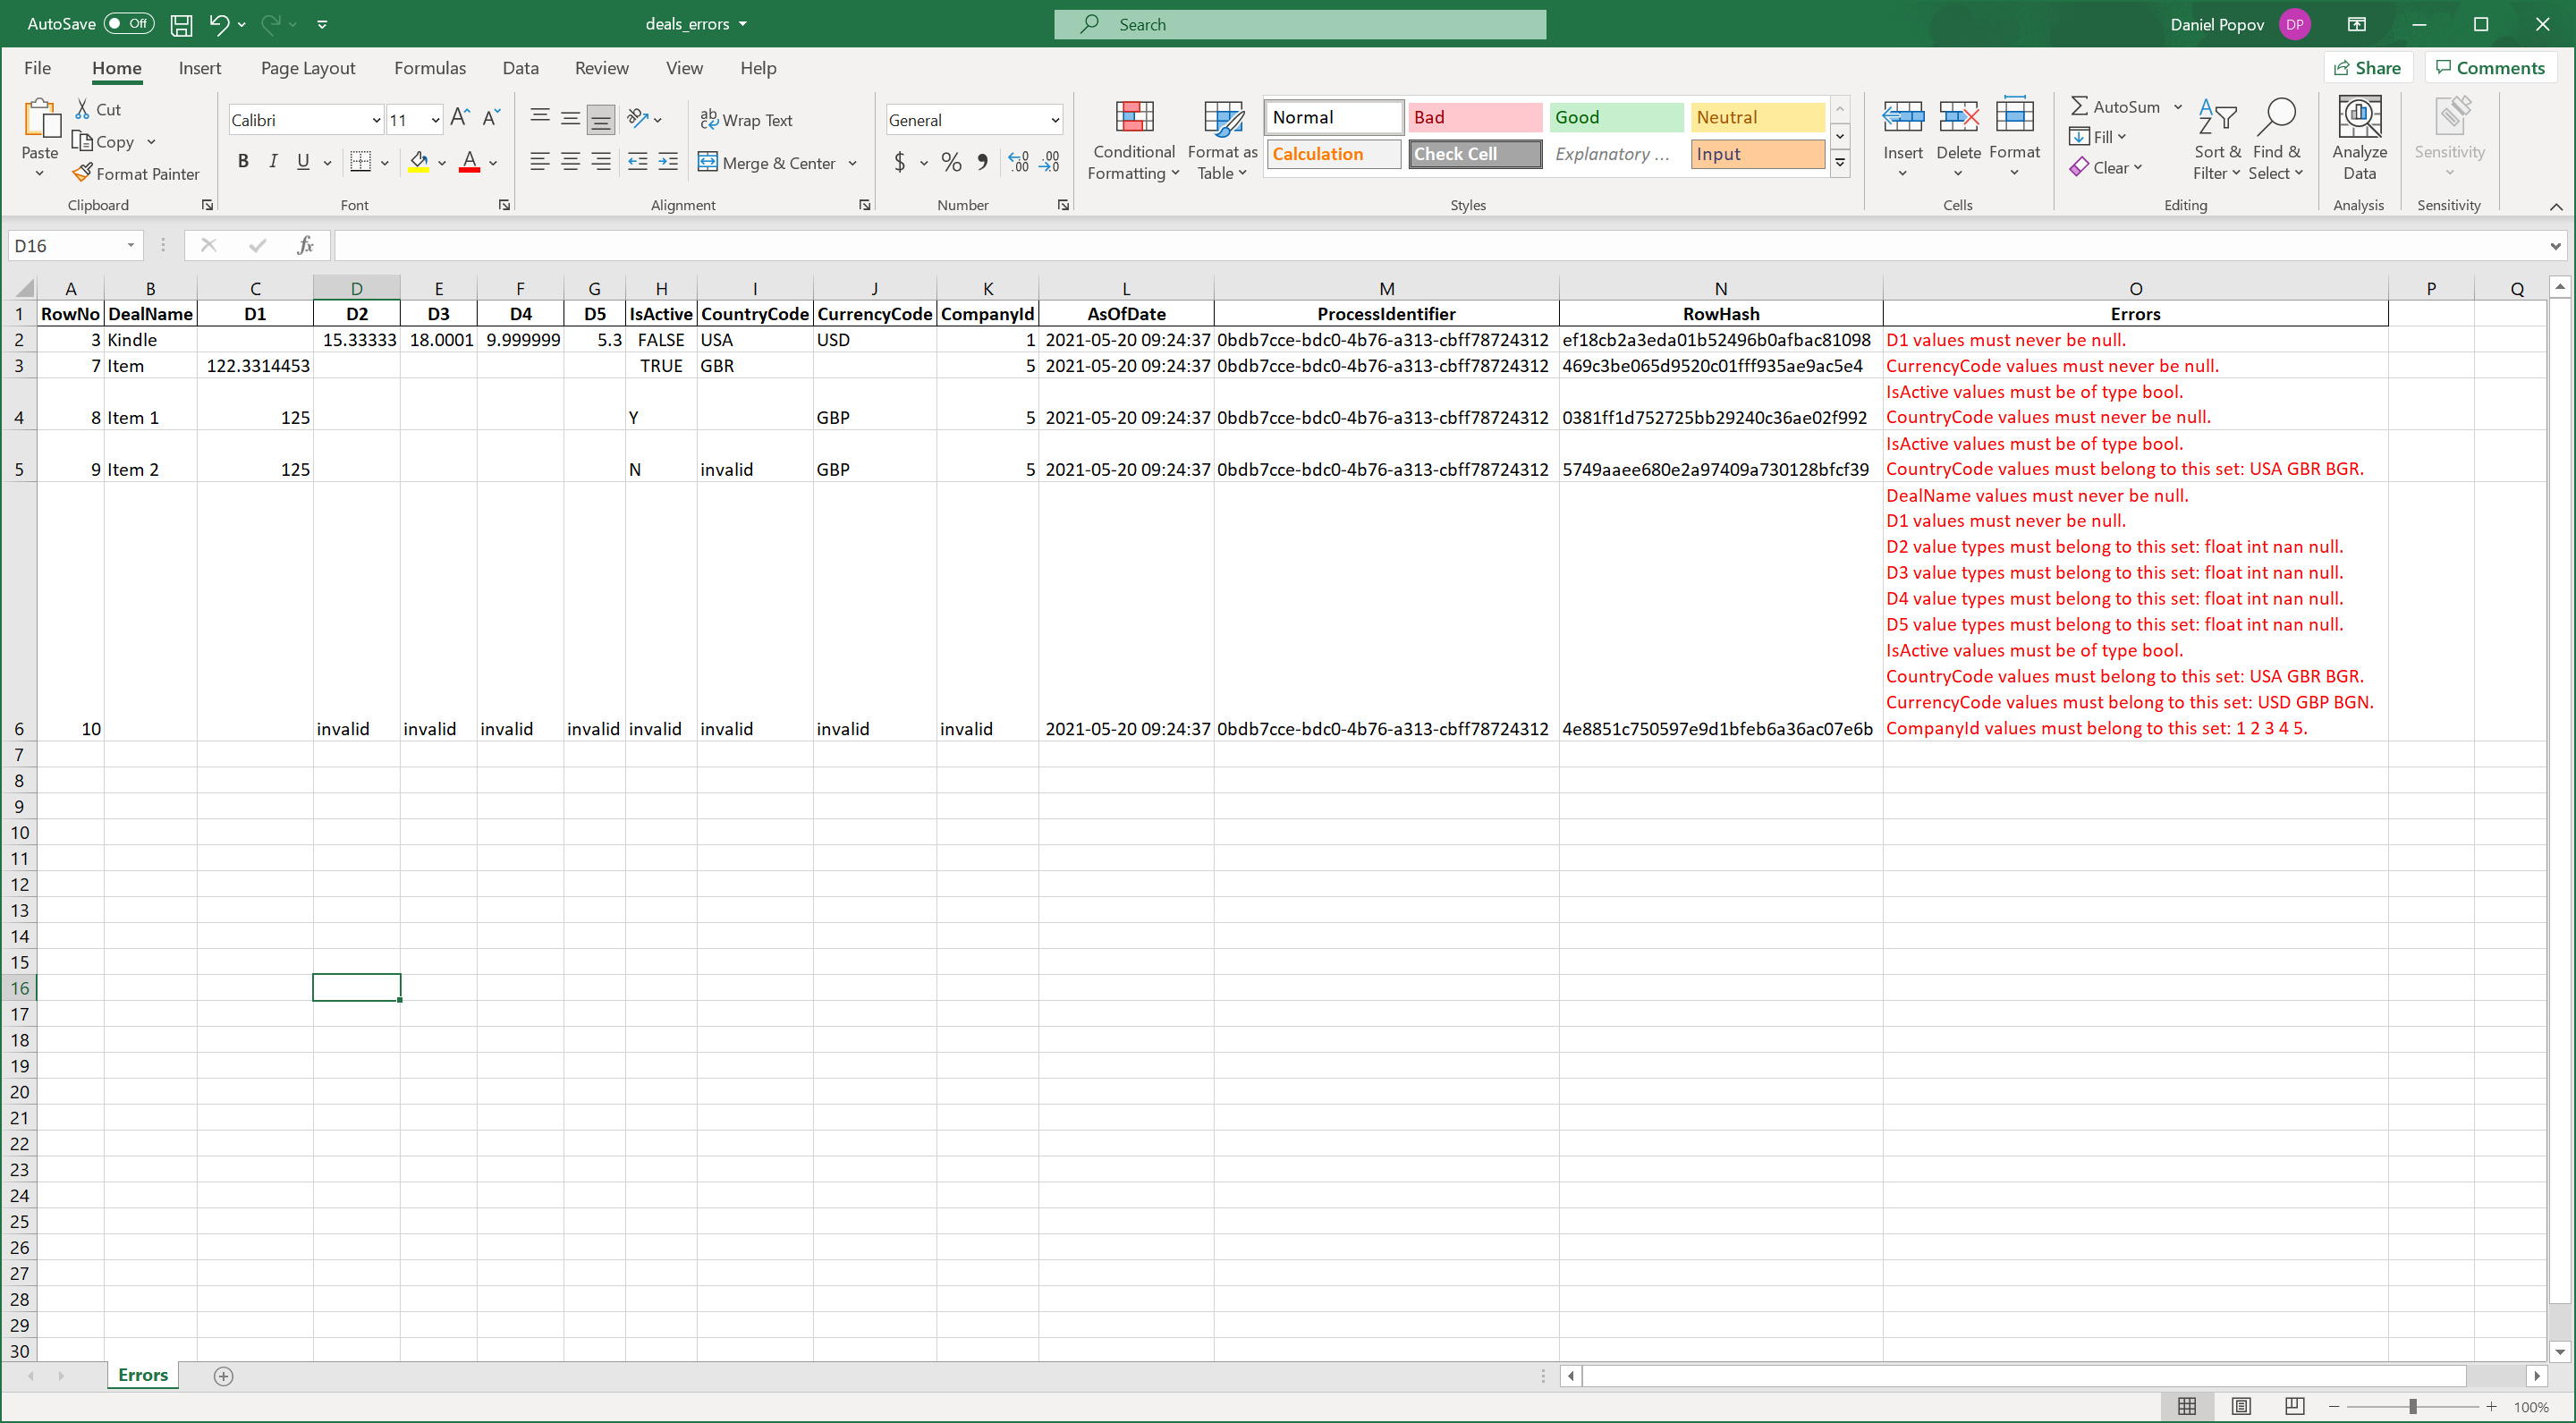 AutoSave Off deals_errors Search Daniel Popov DP
File Home Insert Page Layout Formulas Data Review View Help Share Comments
Paste Cut Copy Format Painter Clipboard
Calibri 11 B I U A Font
Wrap Text Merge & Center Alignment
General $ % Number
Conditional Formatting Format as Table
Normal Bad Good Neutral
Calculation Check Cell Explanatory ... Input
Styles
Insert Delete Format Cells
AutoSum Fill Clear Sort & Filter Find & Select Editing
Analyze Data Analysis
Sensitivity Sensitivity
D16 fx
A B C D E F G H I J K L M N O P Q
1 RowNo DealName D1 D2 D3 D4 D5 IsActive CountryCode CurrencyCode CompanyId AsOfDate ProcessIdentifier RowHash Errors
2 3 Kindle 15.33333 18.0001 9.999999 5.3 FALSE USA USD 1 2021-05-20 09:24:37 0bdb7cce-bdc0-4b76-a313-cbff78724312 ef18cb2a3eda01b52496b0afbac81098 D1 values must never be null.
3 7 Item 122.3314453 TRUE GBR 5 2021-05-20 09:24:37 0bdb7cce-bdc0-4b76-a313-cbff78724312 469c3be065d9520c01fff935ae9ac5e4 CurrencyCode values must never be null.
IsActive values must be of type bool.
4 8 Item 1 125 Y GBP 5 2021-05-20 09:24:37 0bdb7cce-bdc0-4b76-a313-cbff78724312 0381ff1d752725bb29240c36ae02f992 CountryCode values must never be null.
IsActive values must be of type bool.
5 9 Item 2 125 N invalid GBP 5 2021-05-20 09:24:37 0bdb7cce-bdc0-4b76-a313-cbff78724312 5749aaee680e2a97409a730128bfcf39 CountryCode values must belong to this set: USA GBR BGR.
DealName values must never be null.
D1 values must never be null.
D2 value types must belong to this set: float int nan null.
D3 value types must belong to this set: float int nan null.
D4 value types must belong to this set: float int nan null.
D5 value types must belong to this set: float int nan null.
IsActive values must be of type bool.
CountryCode values must belong to this set: USA GBR BGR.
CurrencyCode values must belong to this set: USD GBP BGN.
6 10 invalid invalid invalid invalid invalid invalid invalid invalid 2021-05-20 09:24:37 0bdb7cce-bdc0-4b76-a313-cbff78724312 4e8851c750597e9d1bfeb6a36ac07e6b CompanyId values must belong to this set: 1 2 3 4 5.
7
8
9
10
11
12
13
14
15
16
17
18
19
20
21
22
23
24
25
26
27
28
29
30
Errors
100%